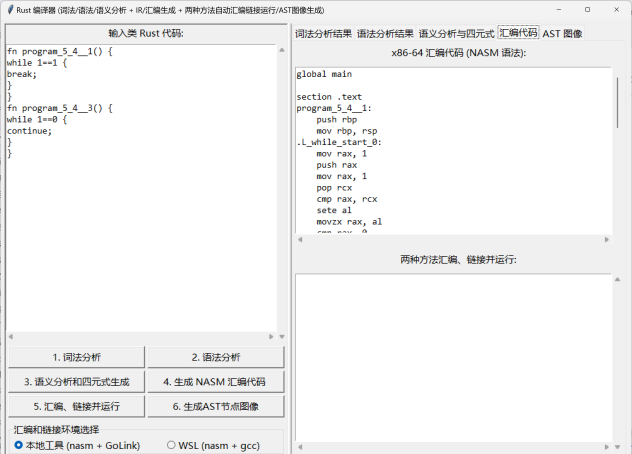 Rust 编译器 (词法/语法/语义分析 + IR/汇编生成 + 两种方法自动汇编链接运行/AST图像生成)
输入类 Rust 代码:
fn program_5_4__1() {
while 1==1 {
break;
}
}
fn program_5_4__3() {
while 1==0 {
continue;
}
}
1. 词法分析
2. 语法分析
3. 语义分析和四元式生成
4. 生成 NASM 汇编代码
5. 汇编、链接并运行
6. 生成AST节点图像
汇编和链接环境选择
本地工具 (nasm + GoLink)
WSL (nasm + gcc)
词法分析结果 语法分析结果 语义分析与四元式 汇编代码 AST 图像
x86-64 汇编代码 (NASM 语法):
global main
section .text
program_5_4__1:
push rbp
mov rbp, rsp
.L_while_start_0:
mov rax, 1
push rax
mov rax, 1
pop rcx
cmp rax, rcx
sete al
movzx rax, al
cmp rax, 0
两种方法汇编、链接并运行: